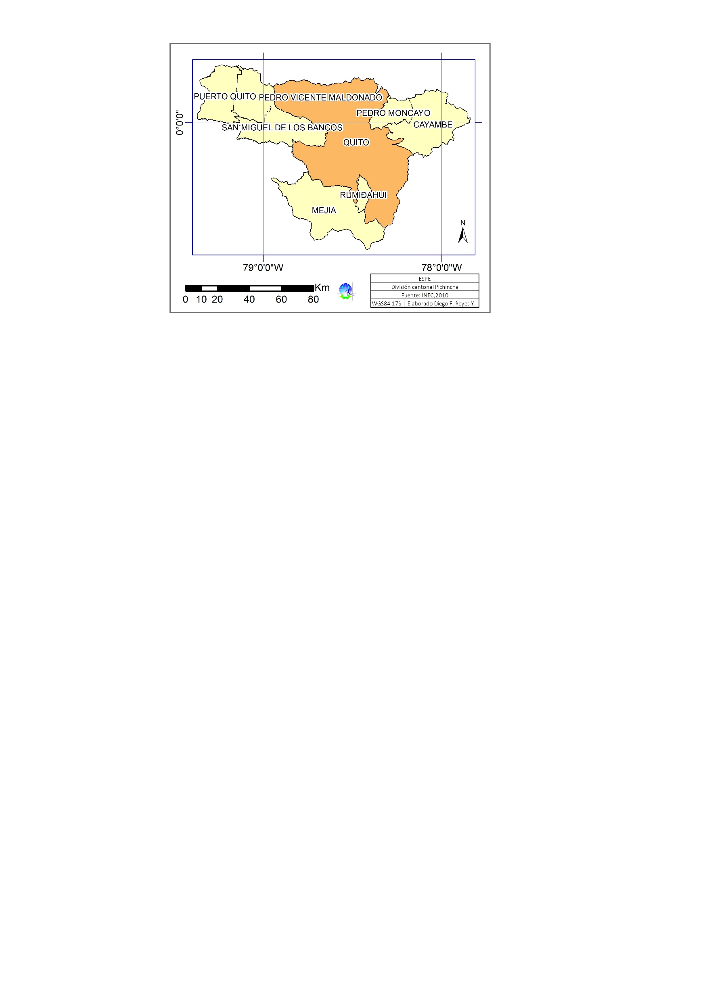 PUERTO QUITO
PEDRO VICENTE MALDONADO
PEDRO MONCAYO
CAYAMBE
SAN MIGUEL DE LOS BANCOS
QUITO
RUMIÐAHUI
MEJIA
0°0'0"
N
79°0'0"W
78°0'0"W
Km
0 10 20 40 60 80
ESPE
División cantonal Pichincha
Fuente: INEC,2010
WGS84 17S Elaborado Diego F. Reyes Y.